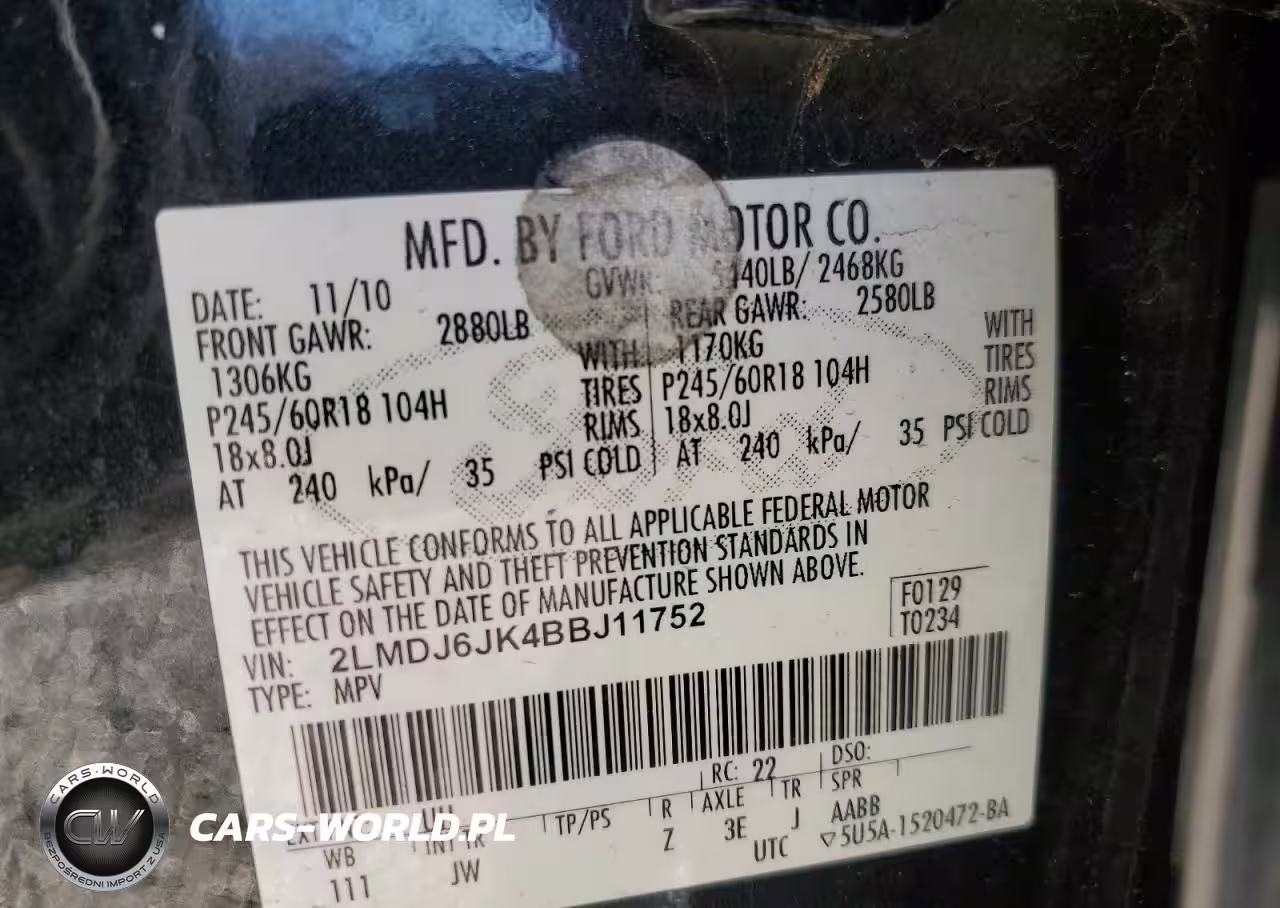 MFD. BY FORD MOTOR CO.
DATE: 11/10 GVWR: 5440LB/ 2468KG
FRONT GAWR: 2880LB REAR GAWR: 2580LB
1306KG WITH 1170KG WITH
P245/60R18 104H TIRES P245/60R18 104H TIRES
18x8.0J RIMS 18x8.0J RIMS
AT 240 kPa/ 35 PSI COLD AT 240 kPa/ 35 PSI COLD
THIS VEHICLE CONFORMS TO ALL APPLICABLE FEDERAL MOTOR
VEHICLE SAFETY AND THEFT PREVENTION STANDARDS IN
EFFECT ON THE DATE OF MANUFACTURE SHOWN ABOVE.
VIN: 2LMDJ6JK4BBJ11752
TYPE: MPV
F0129
T0234
RC: 22 DSO:
INT TR TP/PS R AXLE TR SPR
WB JW Z 3E J AABB
111 UTC ▽5U5A-1520472-BA
CARS-WORLD
CW
BEZPOŚREDNI IMPORT Z USA
CARS-WORLD.PL